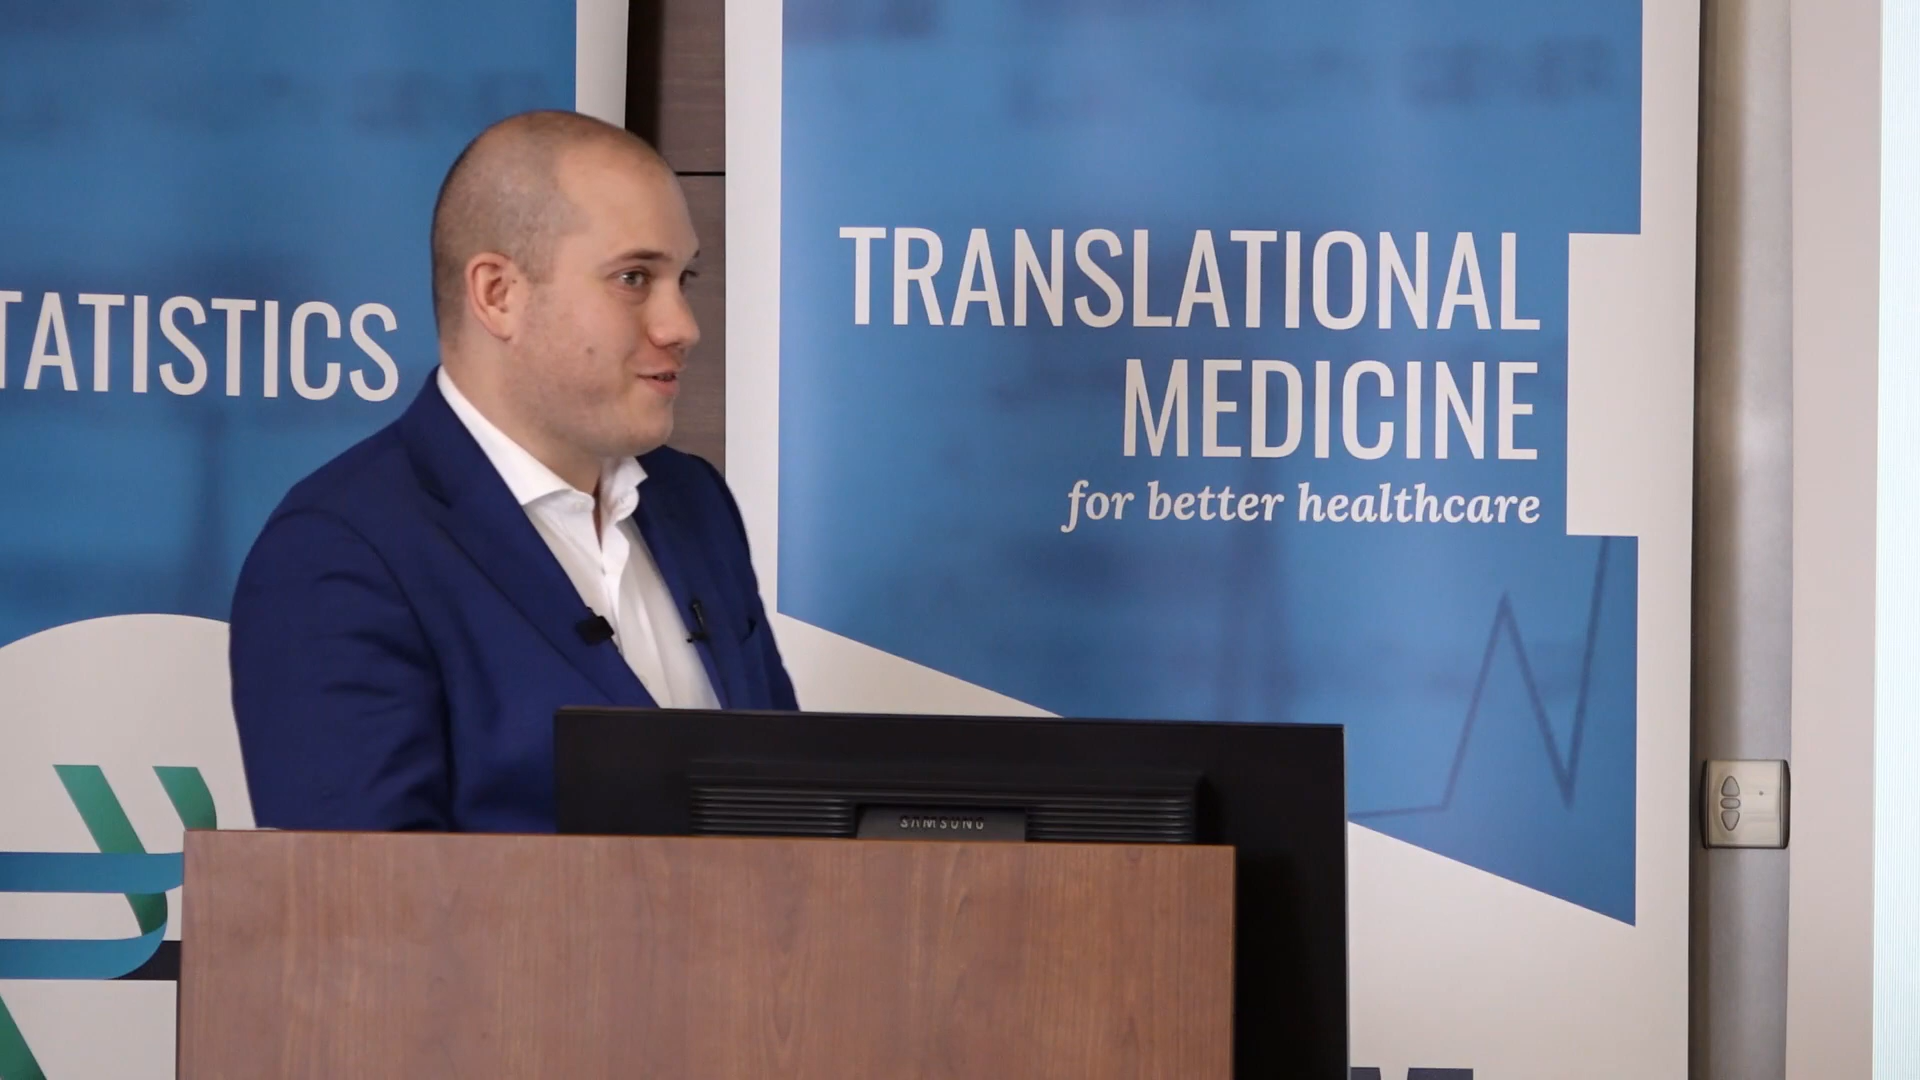 TATISTICS
TRANSLATIONAL
MEDICINE
for better healthcare
SAMSUNG